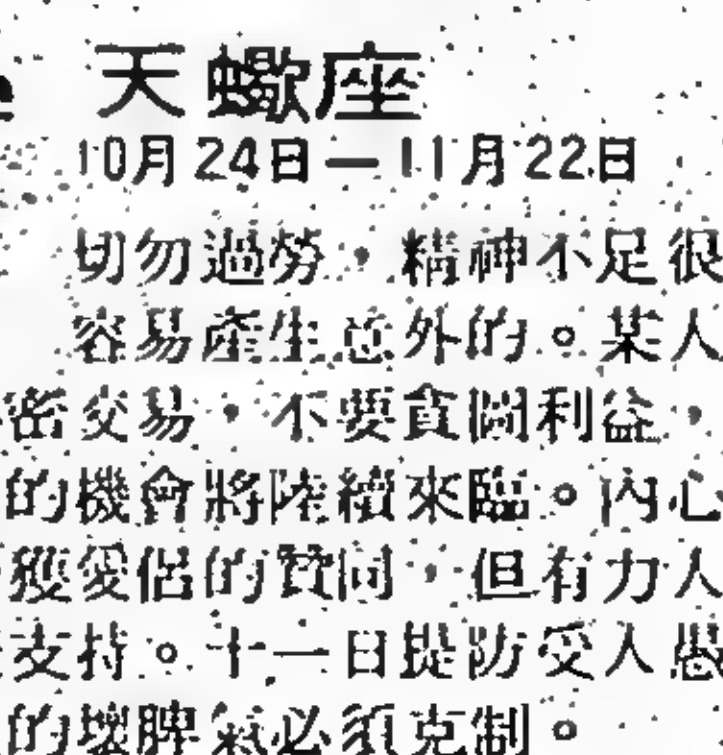 天蠍座
10月24日—11月22日
切勿過勞，精神不足很
容易產生意外的。某人
密交易，不要貪圖利益，
的機會將陸續來臨。內心
獲愛侶的贊同，但有力人
支持。十一日提防受人愚
的壞脾氣必須克制。